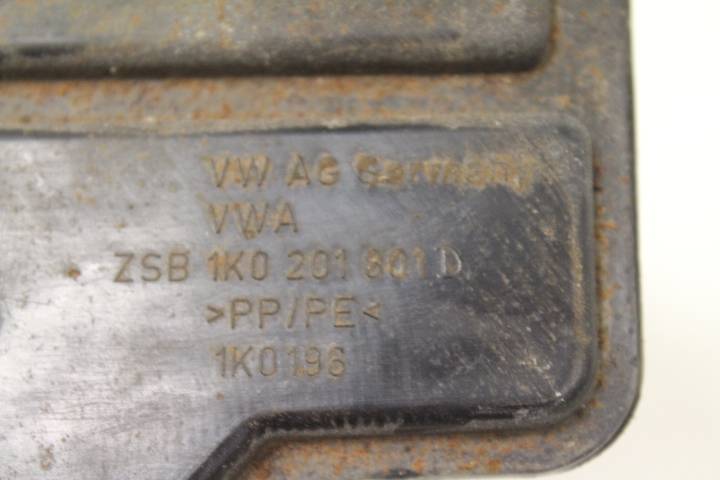 VW AG Germany
VWA
ZSB 1K0 201 801 D
>PP/PE<
1K0196